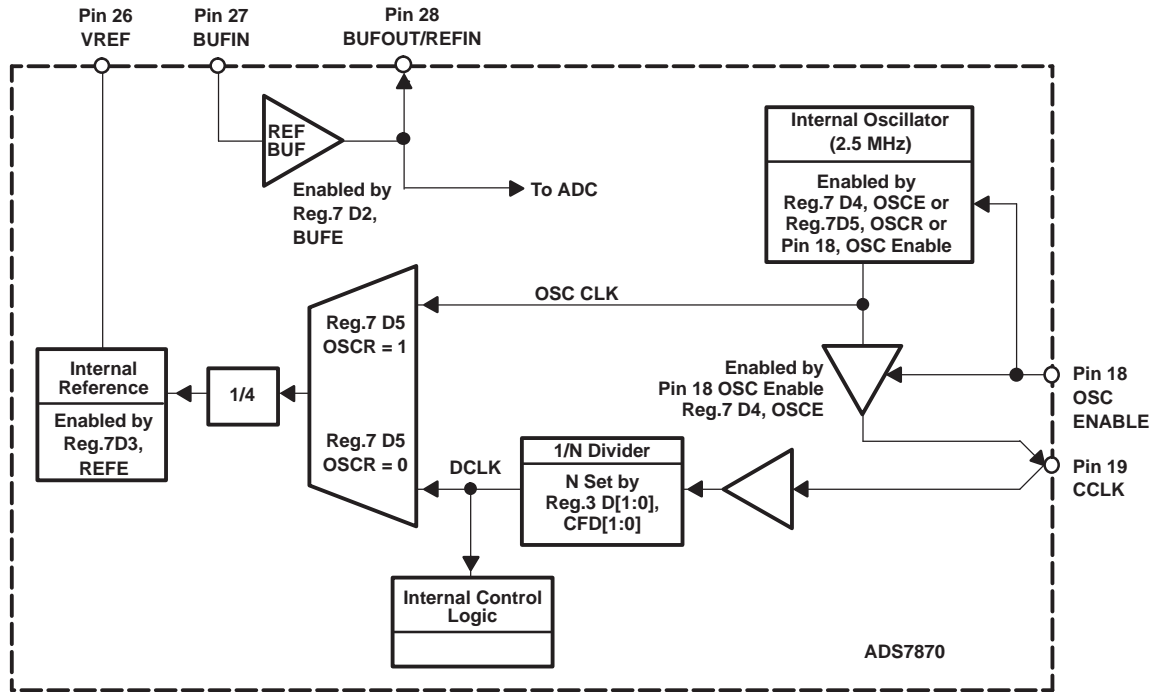 Pin 26
VREF
Pin 27
BUFIN
Pin 28
BUFOUT/REFIN
REF
BUF
Enabled by
Reg.7 D2,
BUFE
To ADC
Internal Oscillator
(2.5 MHz)
Enabled by
Reg.7 D4, OSCE or
Reg.7D5, OSCR or
Pin 18, OSC Enable
OSC CLK
Reg.7 D5
OSCR = 1
Internal
Reference
Enabled by
Reg.7D3,
REFE
1/4
Enabled by
Pin 18 OSC Enable
Reg.7 D4, OSCE
Pin 18
OSC
ENABLE
Reg.7 D5
OSCR = 0
DCLK
1/N Divider
N Set by
Reg.3 D[1:0],
CFD[1:0]
Pin 19
CCLK
Internal Control
Logic
ADS7870